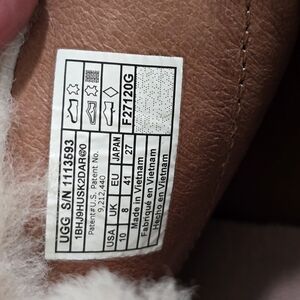 UGG S/N 1113593
1BHJ9HUSK2DAR@0
Patent# U.S. Patent No.
9,212,440
USA UK EU JAPAN
10 8 41 27
Made in Vietnam
Fabriqué en Vietnam
Hecho en Vietnam
F27120G